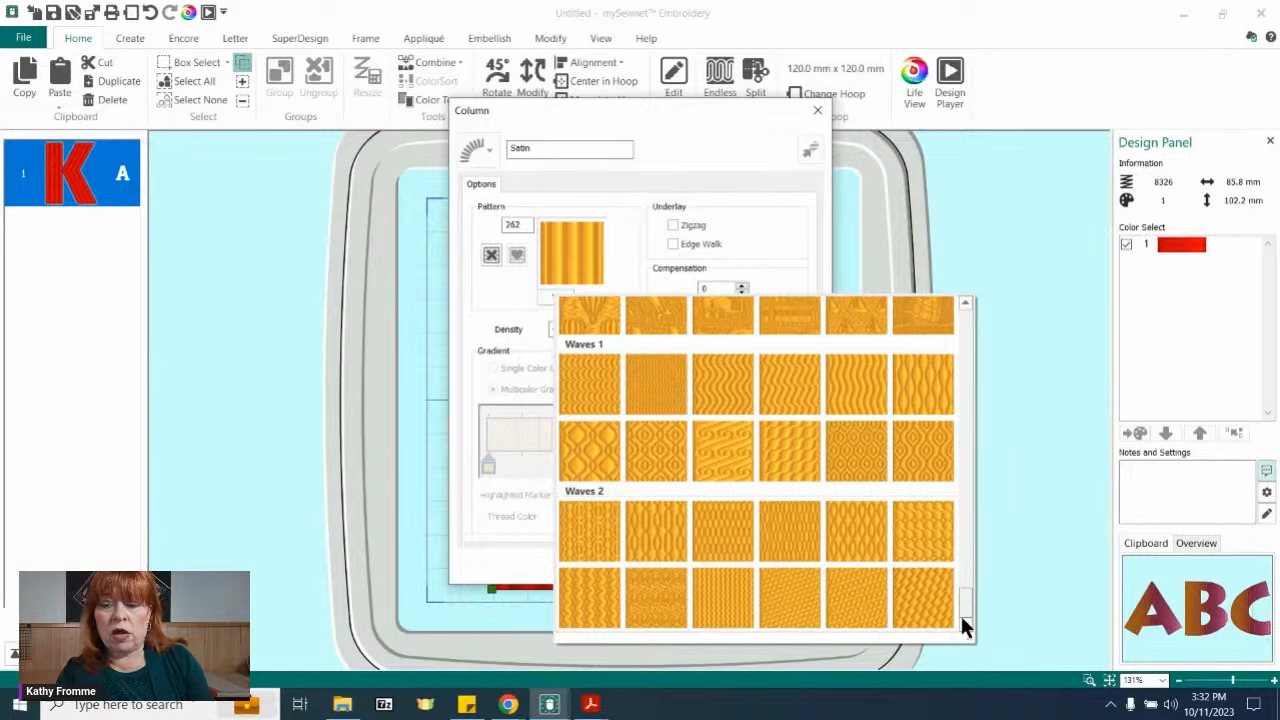 Untitled - mySewnet™ Embroidery
File Home Create Encore Letter SuperDesign Frame Appliqué Embellish Modify View Help
Copy
Paste
Cut
Duplicate
Delete
Clipboard
Box Select
Select All
Select None
Select
Group
Ungroup
Groups
Resize
Combine
ColorSort
Color T
Tools
45°
Rotate
Modify
Alignment
Center in Hoop
Edit
Endless
Split
120.0 mm x 120.0 mm
Change Hoop
Life View
Design Player
1 K A
Column
Satin
Options
Pattern
262
Density
Gradient
Single Color
Multicolor Gra
Highlighted Marker
Thread Color
Underlay
Zigzag
Edge Walk
Compensation
0
Waves 1
Waves 2
Design Panel
Information
8326 85.8 mm
1 102.2 mm
Color Select
1
Notes and Settings
Clipboard Overview
ABC
131%
Kathy Fromme
Type here to search
3:32 PM
10/11/2023